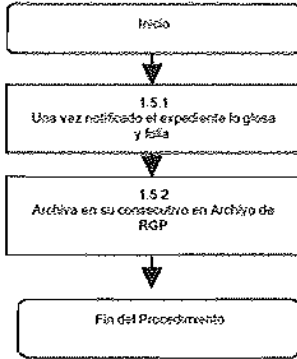 Inicio
1.5.1
Una vez notificado el expediente lo glosa
y folia
1.5.2
Archiva en su consecutivo en Archivo de
RGP
Fin del Procedimiento